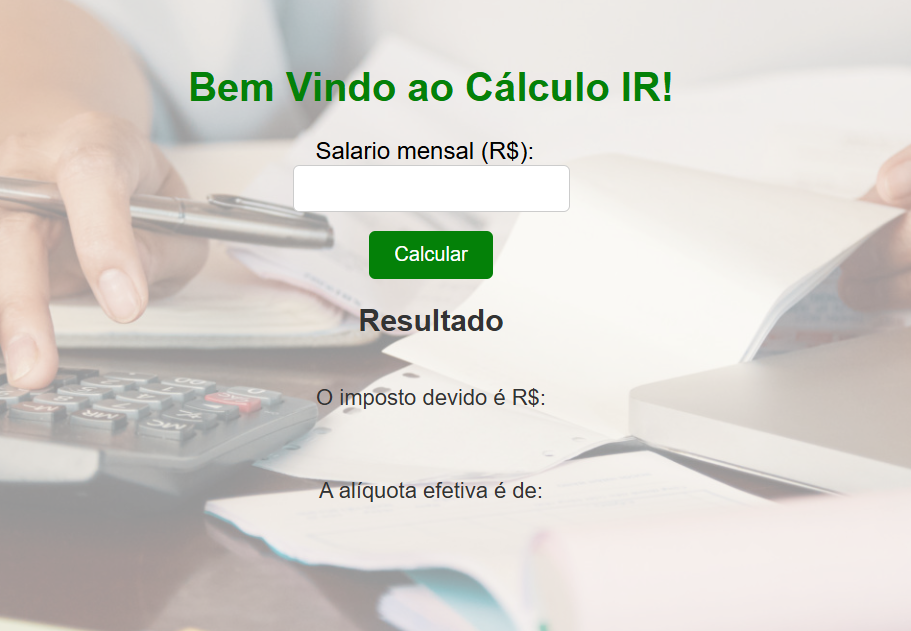 Bem Vindo ao Cálculo IR!
Salario mensal (R$):
Calcular
Resultado
O imposto devido é R$:
A alíquota efetiva é de: